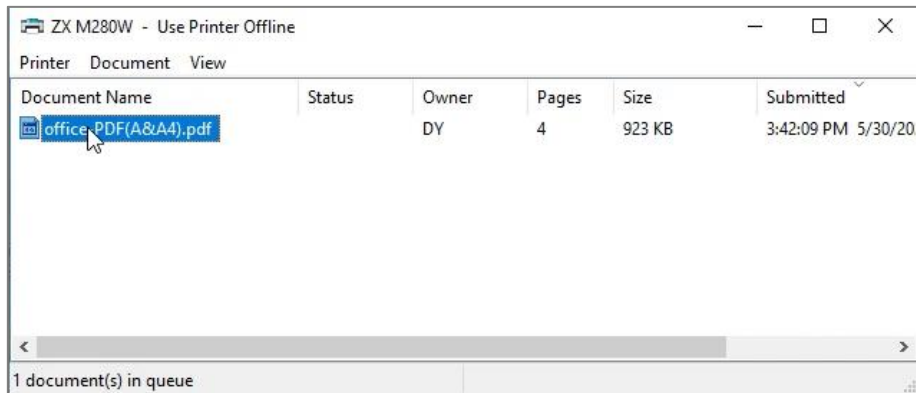 ZX M280W - Use Printer Offline
Printer Document View
Document Name Status Owner Pages Size Submitted
office-PDF(A&A4).pdf DY 4 923 KB 3:42:09 PM 5/30/20
1 document(s) in queue